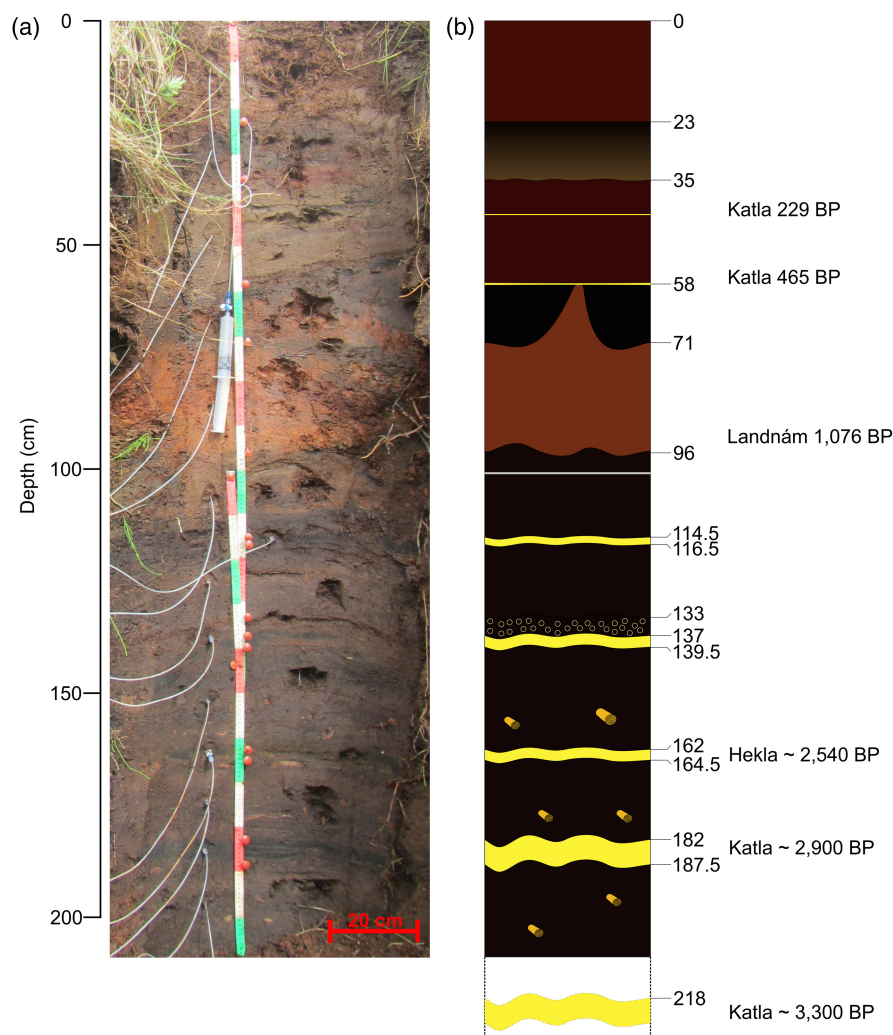 (a)
0
50
100
150
200
Depth (cm)
20 cm
(b)
0
23
35
Katla 229 BP
Katla 465 BP
58
71
Landnám 1,076 BP
96
114.5
116.5
133
137
139.5
162
Hekla ~ 2,540 BP
164.5
182
Katla ~ 2,900 BP
187.5
218
Katla ~ 3,300 BP